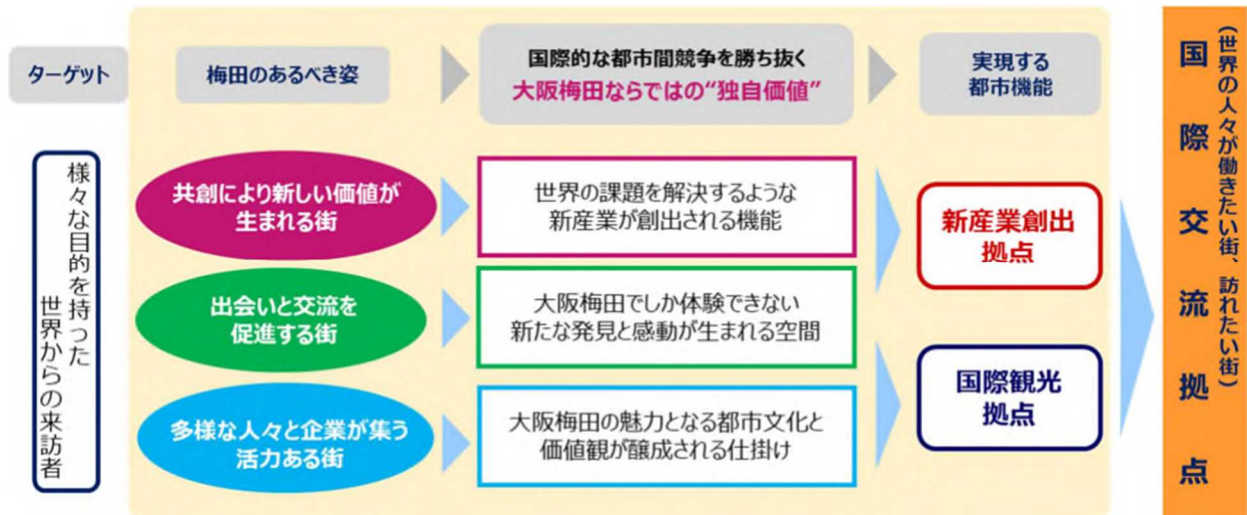 ターゲット
梅田のあるべき姿
国際的な都市間競争を勝ち抜く
大阪梅田ならではの“独自価値”
実現する
都市機能
様々な目的を持った
世界からの来訪者
共創により新しい価値が
生まれる街
世界の課題を解決するような
新産業が創出される機能
出会いと交流を
促進する街
大阪梅田でしか体験できない
新たな発見と感動が生まれる空間
多様な人々と企業が集う
活力ある街
大阪梅田の魅力となる都市文化と
価値観が醸成される仕掛け
新産業創出
拠点
国際観光
拠点
(世界の人々が働きたい街、訪れたい街)
国際交流拠点